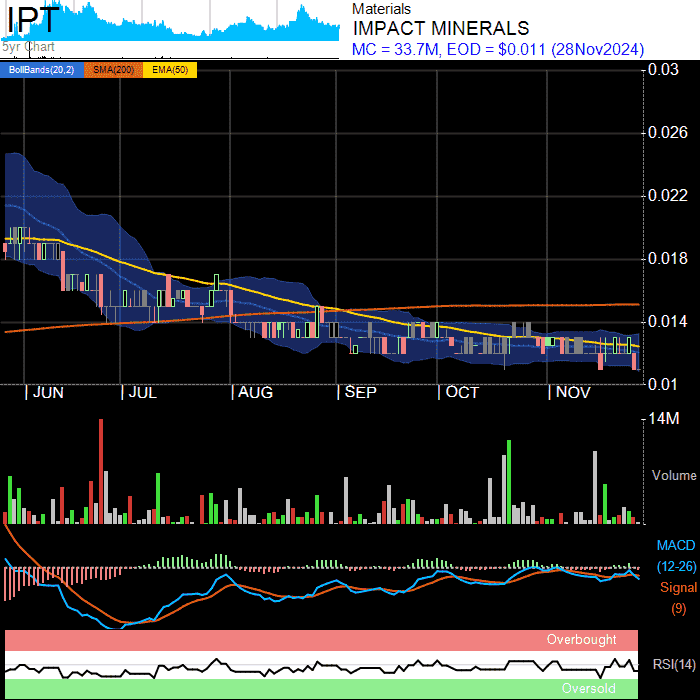 IPT
5yr Chart
Materials
IMPACT MINERALS
MC = 33.7M, EOD = $0.011 (28Nov2024)
BollBands(20,2) SMA(200) EMA(50)
0.03
0.026
0.022
0.018
0.014
0.01
JUN JUL AUG SEP OCT NOV
14M
Volume
MACD
(12-26)
Signal
(9)
Overbought
RSI(14)
Oversold